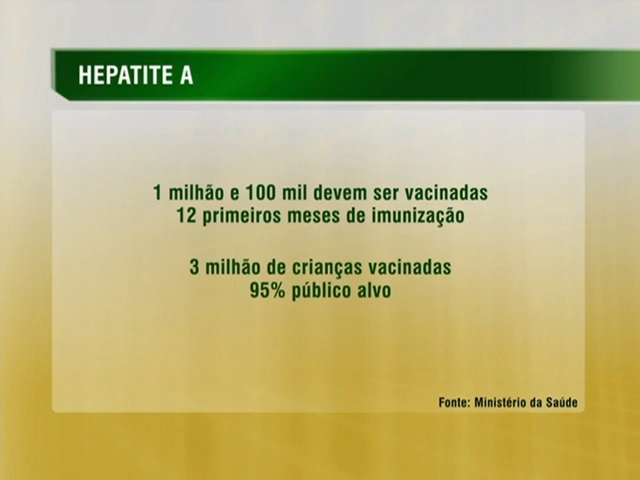 HEPATITE A
1 milhão e 100 mil devem ser vacinadas
12 primeiros meses de imunização
3 milhão de crianças vacinadas
95% público alvo
Fonte: Ministério da Saúde